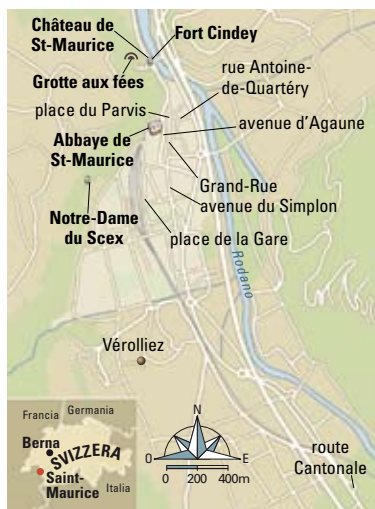 Château de
St-Maurice
Fort Cindey
Grotte aux fées
rue Antoine-
de-Quartéry
place du Parvis
avenue d'Agaune
Abbaye de
St-Maurice
Grand-Rue
avenue du Simplon
Notre-Dame
du Scex
place de la Gare
Rodano
Vérolliez
N
O
E
0 200 400m
route
Cantonale
Francia
Germania
Berna
SVIZZERA
Saint-
Maurice
Italia